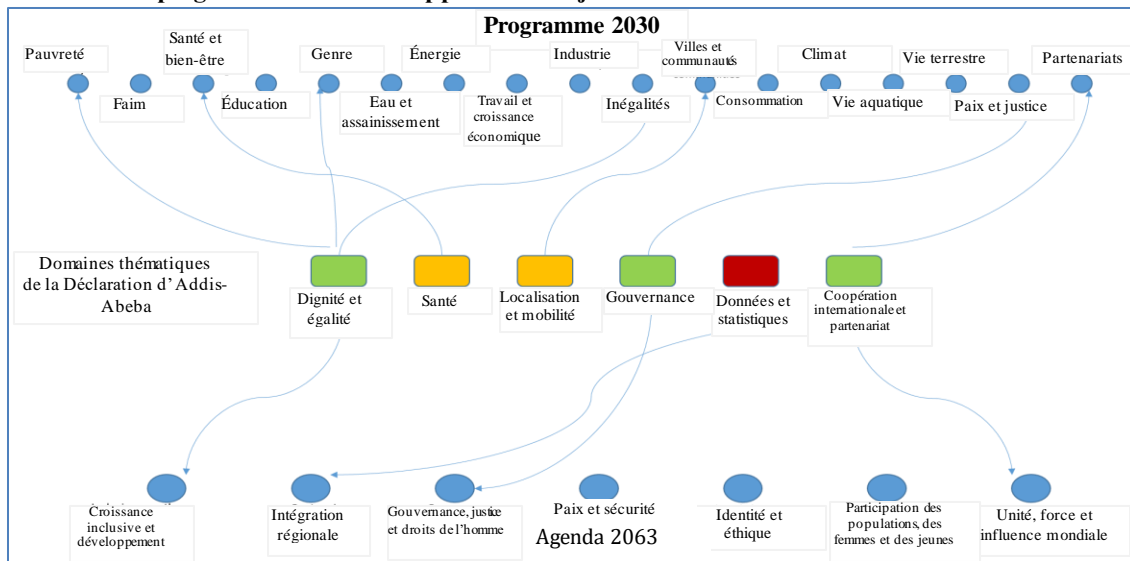 Programme 2030
Pauvreté
Santé et
bien-être
Genre
Énergie
Industrie
Villes et
communautés
Climat
Vie terrestre
Partenariats
Faim
Éducation
Eau et
assainissement
Travail et
croissance
économique
Inégalités
Consommation
Vie aquatique
Paix et justice
Domaines thématiques
de la Déclaration d'Addis-
Abeba
Dignité et
égalité
Santé
Localisation
et mobilité
Gouvernance
Données et
statistiques
Coopération
internationale et
partenariat
Croissance
inclusive et
développement
Intégration
régionale
Gouvernance, justice
et droits de l'homme
Paix et sécurité
Identité et
éthique
Participation des
populations, des
femmes et des jeunes
Unité, force et
influence mondiale
Agenda 2063